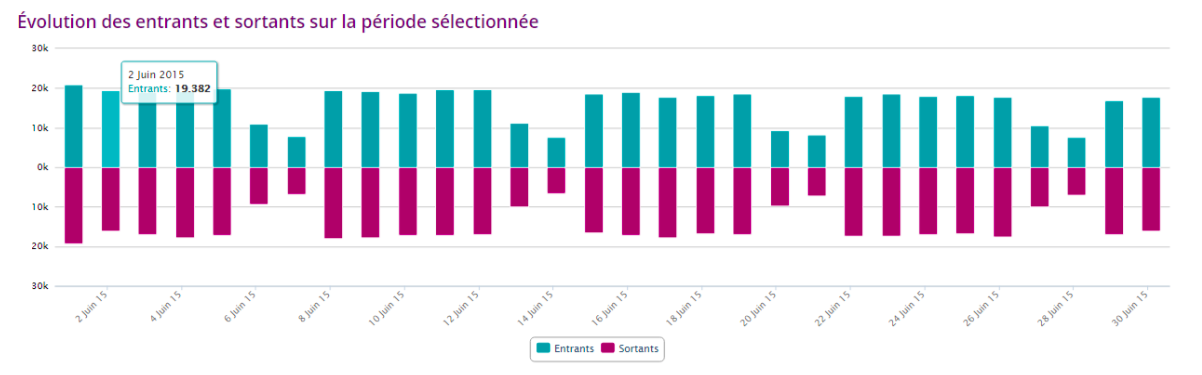 Évolution des entrants et sortants sur la période sélectionnée
30k
2 Juin 2015
Entrants: 19.382
20k
10k
0k
10k
20k
30k
2 Juin 15
4 Juin 15
6 Juin 15
8 Juin 15
10 Juin 15
12 Juin 15
14 Juin 15
16 Juin 15
18 Juin 15
20 Juin 15
22 Juin 15
24 Juin 15
26 Juin 15
28 Juin 15
30 Juin 15
Entrants Sortants